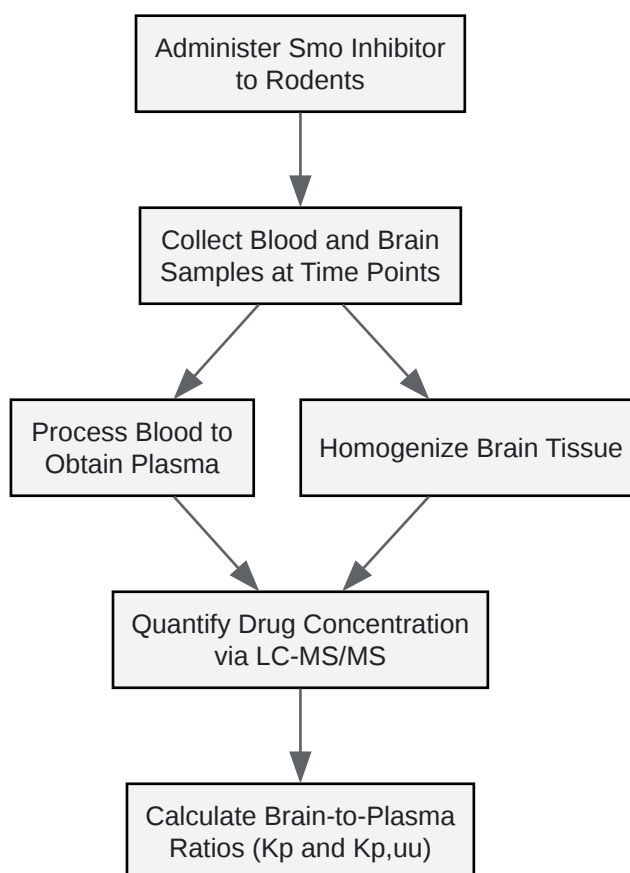 Administer Smo Inhibitor
to Rodents
Collect Blood and Brain
Samples at Time Points
Process Blood to
Obtain Plasma
Homogenize Brain Tissue
Quantify Drug Concentration
via LC-MS/MS
Calculate Brain-to-Plasma
Ratios (Kp and Kp,uu)